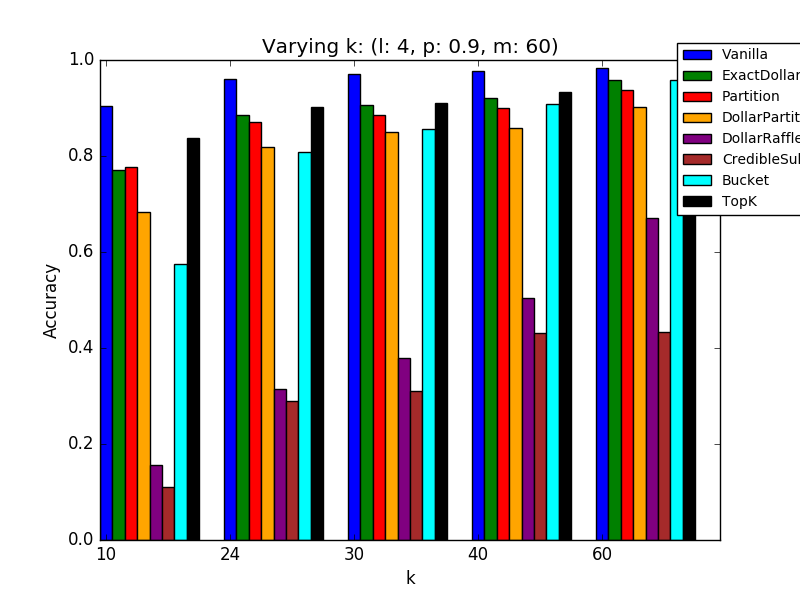 Varying k: (l: 4, p: 0.9, m: 60)
1.0
0.8
0.6
0.4
0.2
0.0
Accuracy
10 24 30 40 60
k
Vanilla
ExactDollar
Partition
DollarPartit
DollarRaffle
CredibleSul
Bucket
TopK